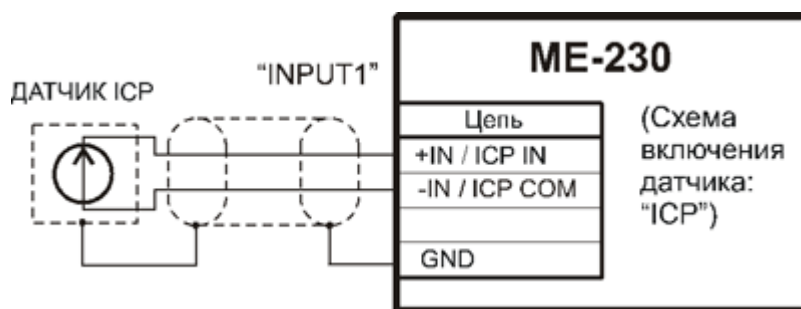 ME-230
"INPUT1"
ДАТЧИК ICP
Цепь
+IN / ICP IN
-IN / ICP COM
GND
(Схема
включения
датчика:
"ICP")